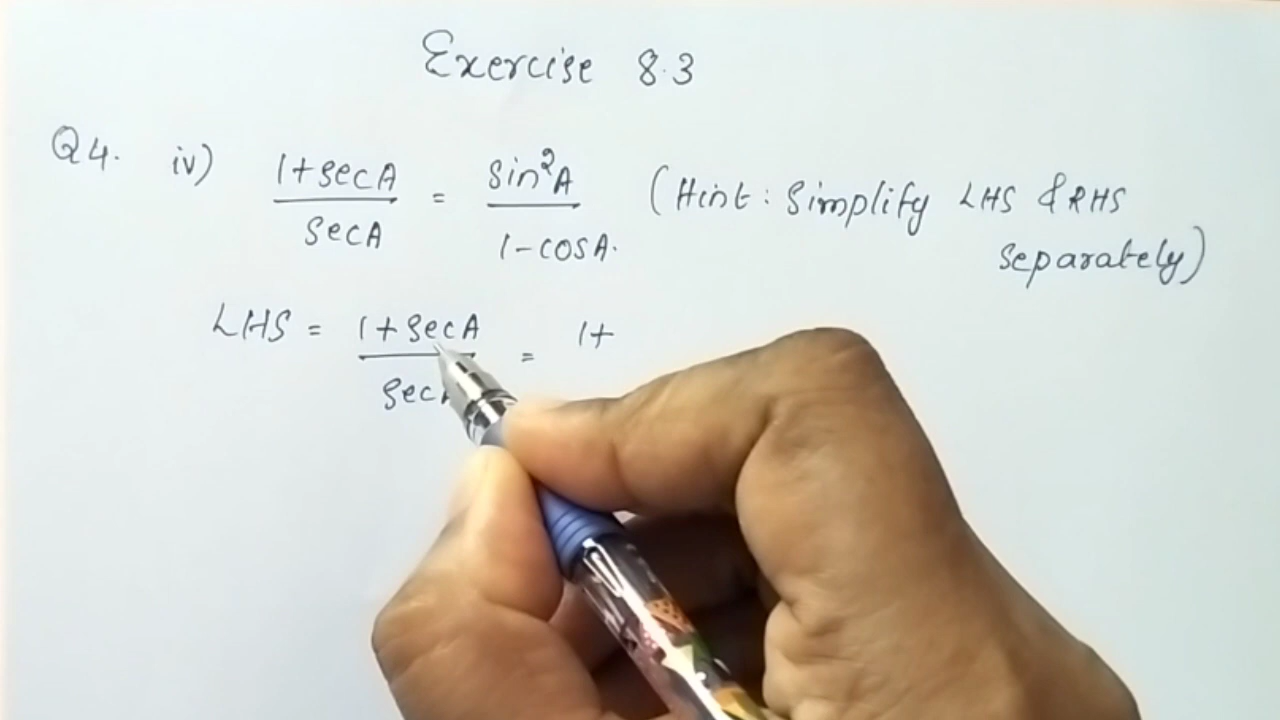 Exercise 8.3
Q4. iv) 1+secA / secA = sin²A / 1-cosA. (Hint: Simplify LHS & RHS
separately)
LHS = 1+secA / sec = 1+